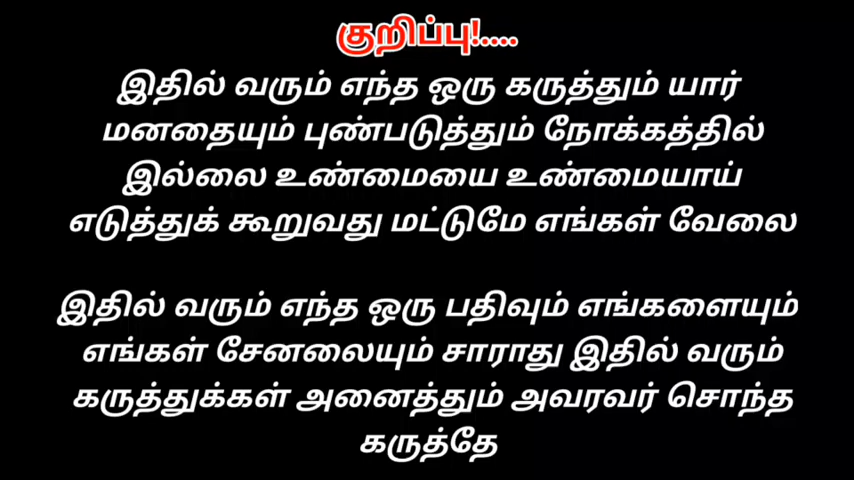 குறிப்பு!....
இதில் வரும் எந்த ஒரு கருத்தும் யார்
மனதையும் புண்படுத்தும் நோக்கத்தில்
இல்லை உண்மையை உண்மையாய்
எடுத்துக் கூறுவது மட்டுமே எங்கள் வேலை
இதில் வரும் எந்த ஒரு பதிவும் எங்களையும்
எங்கள் சேனலையும் சாராது இதில் வரும்
கருத்துக்கள் அனைத்தும் அவரவர் சொந்த
கருத்தே